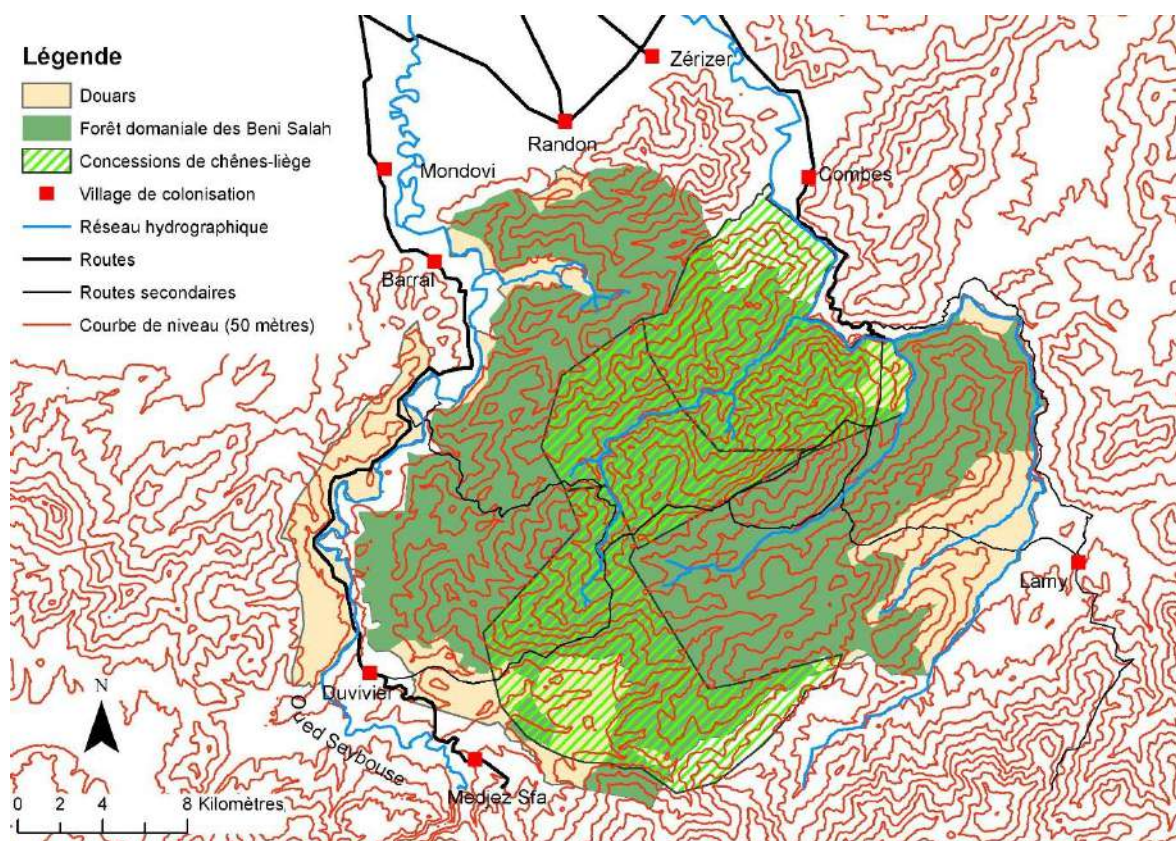 Légende
Douars
Forêt domaniale des Beni Salah
Concessions de chênes-liège
Village de colonisation
Réseau hydrographique
Routes
Routes secondaires
Courbe de niveau (50 mètres)
Zérizer
Randon
Mondovi
Combes
Barral
Lamy
Duvivier
Oued Seybouse
Medjez Sfa
N
0 2 4 8 Kilomètres